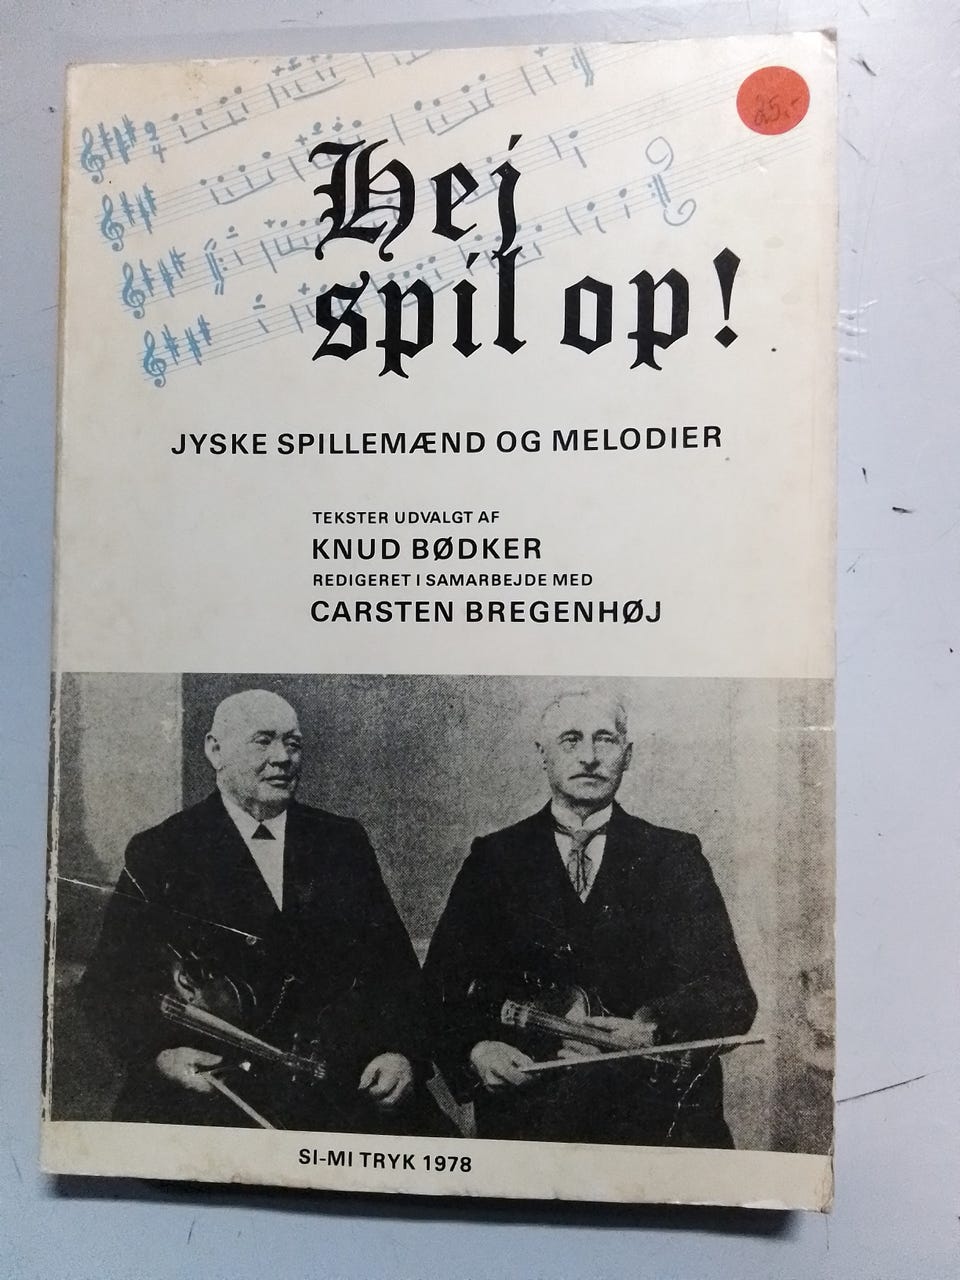 25,-
Hej
spil op!
JYSKE SPILLEMÆND OG MELODIER
TEKSTER UDVALGT AF
KNUD BØDKER
REDIGERET I SAMARBEJDE MED
CARSTEN BREGENHØJ
SI-MI TRYK 1978